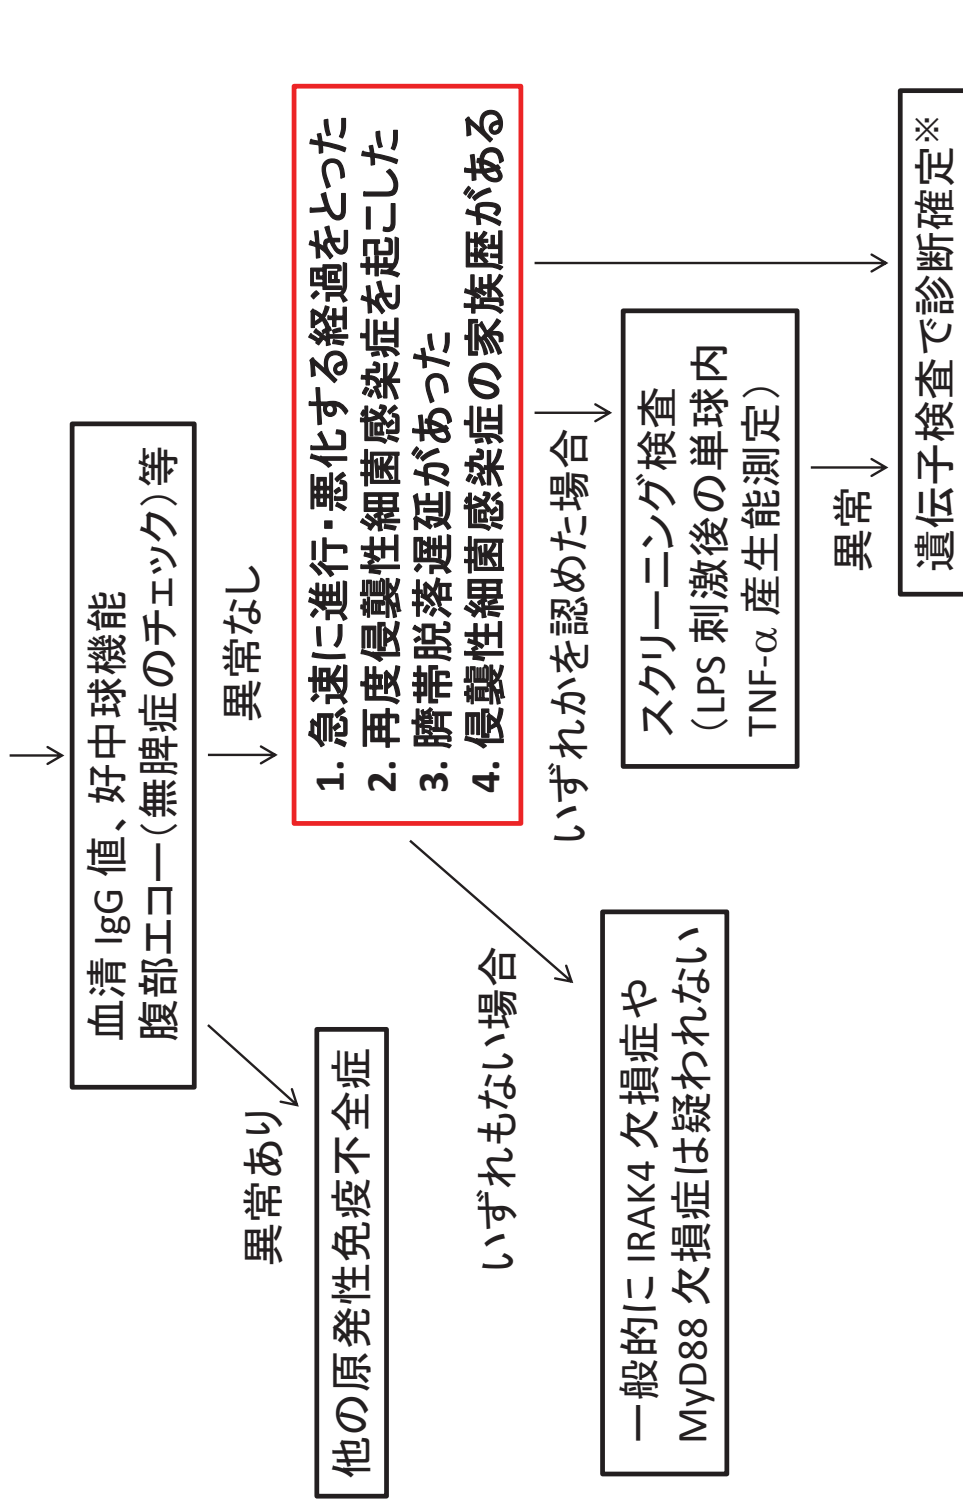 血清 IgG 値、好中球機能
腹部エコー（無脾症のチェック）等
異常あり
異常なし
他の原発性免疫不全症
1. 急速に進行・悪化する経過をとった
2. 再度侵襲性細菌感染症を起こした
3. 臍帯脱落遅延があった
4. 侵襲性細菌感染症の家族歴がある
いずれもない場合
いずれかを認めた場合
一般的に IRAK4 欠損症や
MyD88 欠損症は疑われない
スクリーニング検査
（LPS 刺激後の単球内
TNF-α 産生能測定）
異常
遺伝子検査で診断確定※